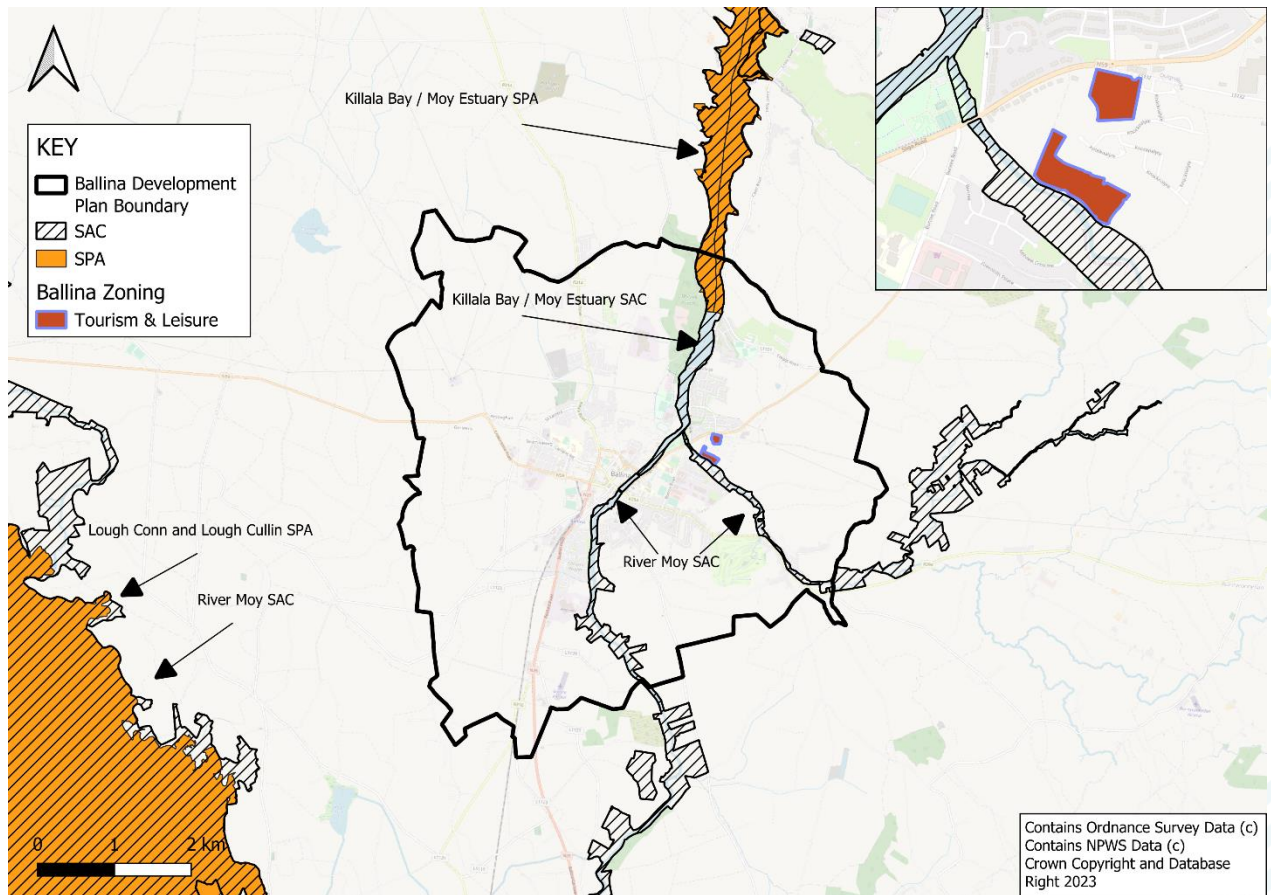 Killala Bay / Moy Estuary SPA
KEY
Ballina Development
Plan Boundary
SAC
SPA
Ballina Zoning
Tourism & Leisure
Killala Bay / Moy Estuary SAC
Ballina
River Moy SAC
Lough Conn and Lough Cullin SPA
River Moy SAC
0 1 2 km
Contains Ordnance Survey Data (c)
Contains NPWS Data (c)
Crown Copyright and Database
Right 2023